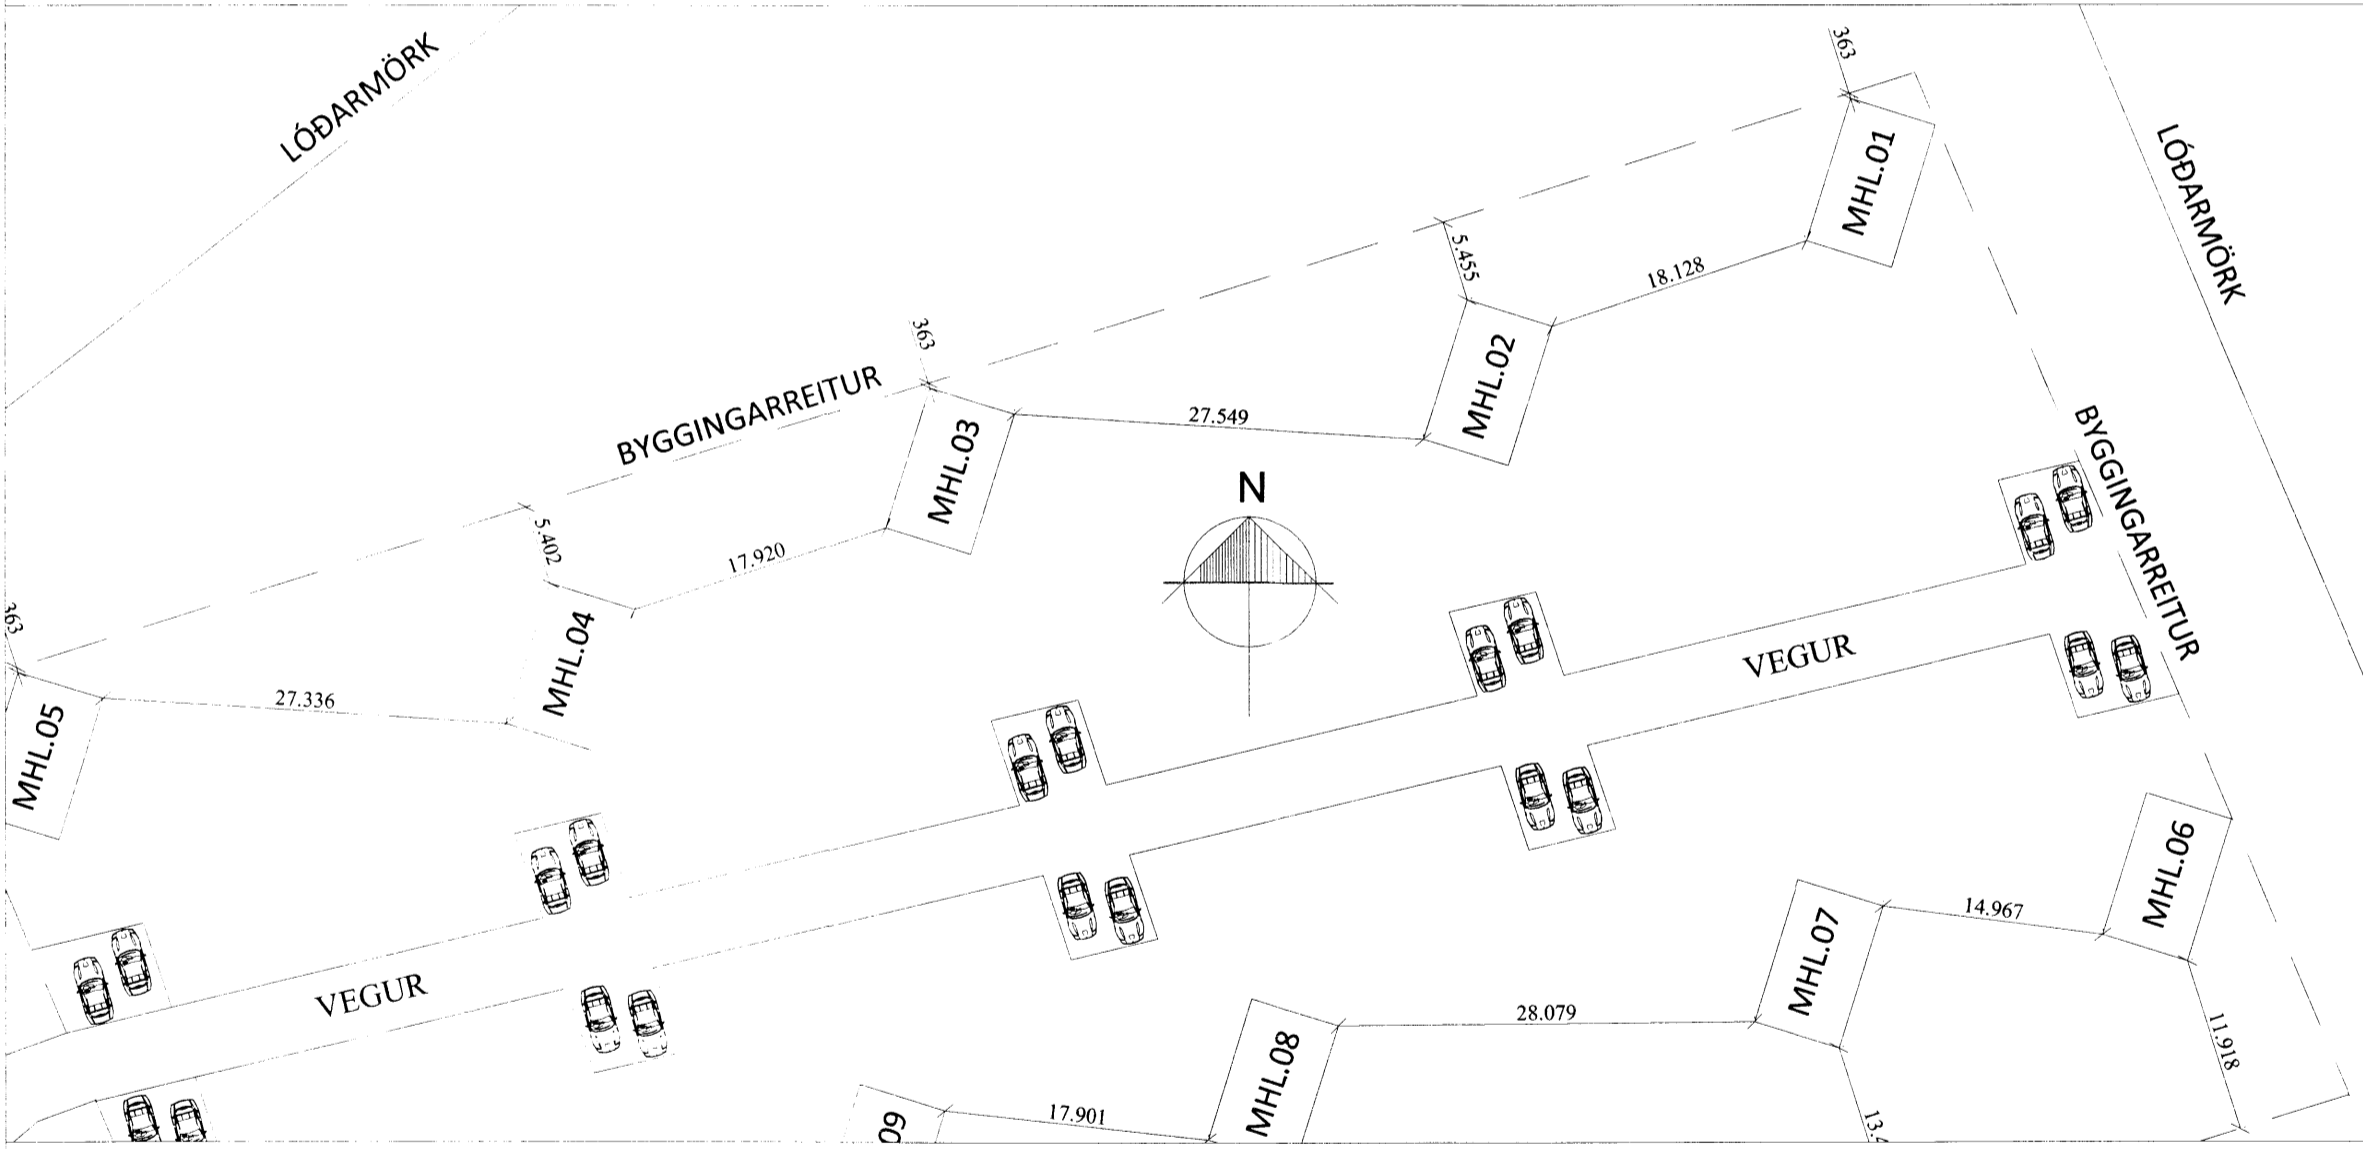 LÓÐARMÖRK
363
MHL.01
LÓÐARMÖRK
5.455
18.128
363
BYGGINGARREITUR
MHL.02
27.549
MHL.03
BYGGINGARREITUR
N
5.402
17.920
363
MHL.04
VEGUR
27.336
MHL.05
MHL.06
14.967
MHL.07
VEGUR
28.079
11.918
MHL.08
17.901
09